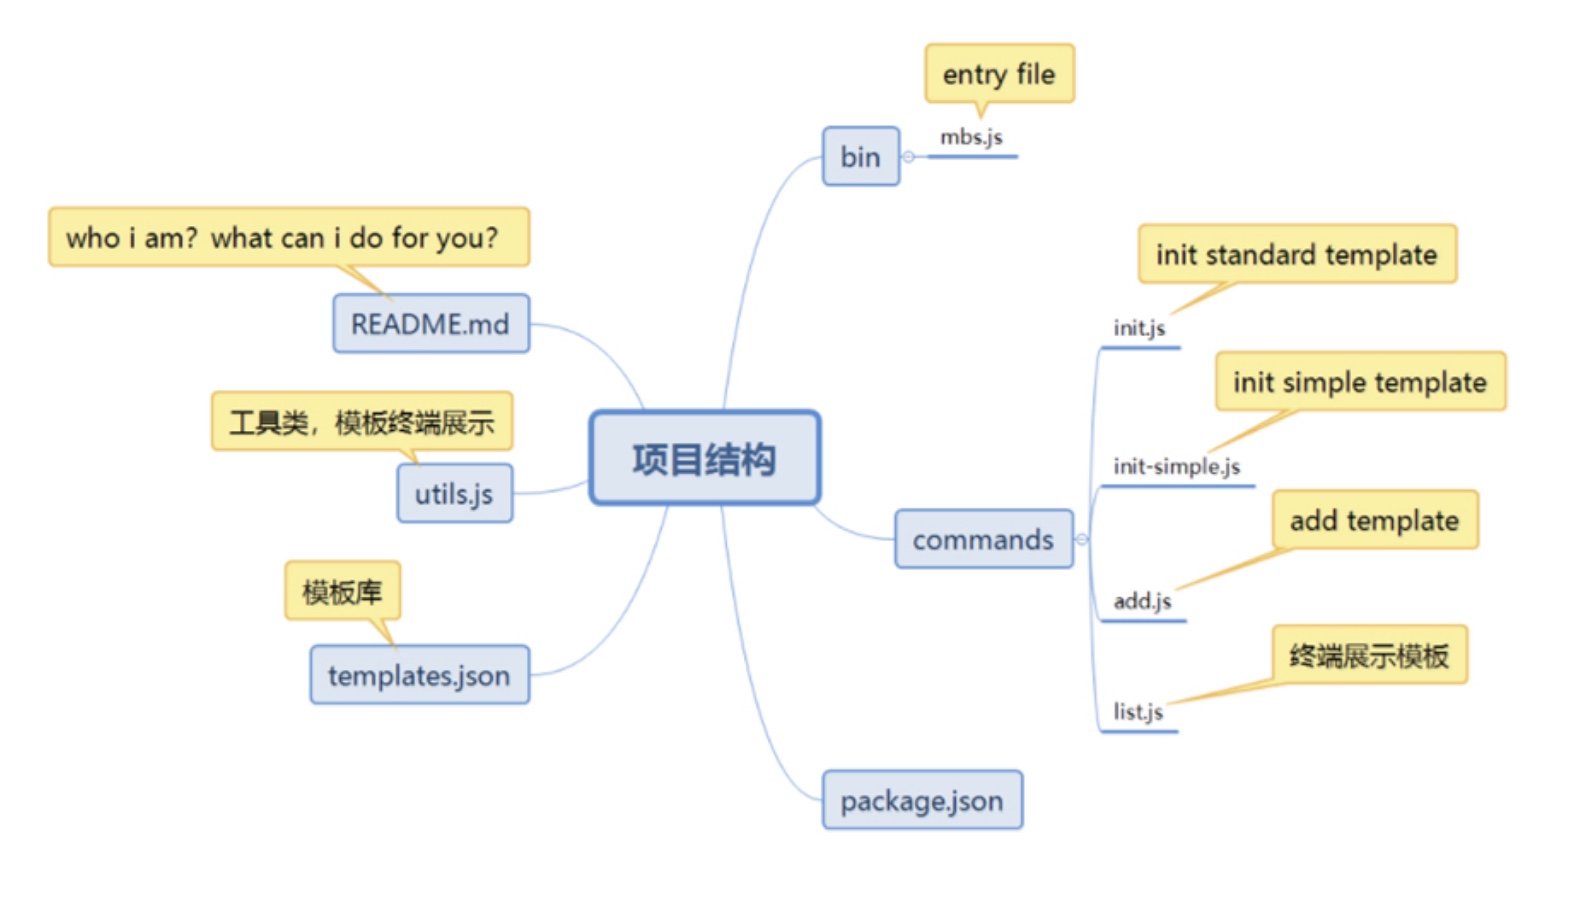 entry file
mbs.js
bin
who i am? what can i do for you?
README.md
init standard template
init.js
init simple template
init-simple.js
工具类，模板终端展示
utils.js
项目结构
commands
add template
add.js
模板库
templates.json
终端展示模板
list.js
package.json